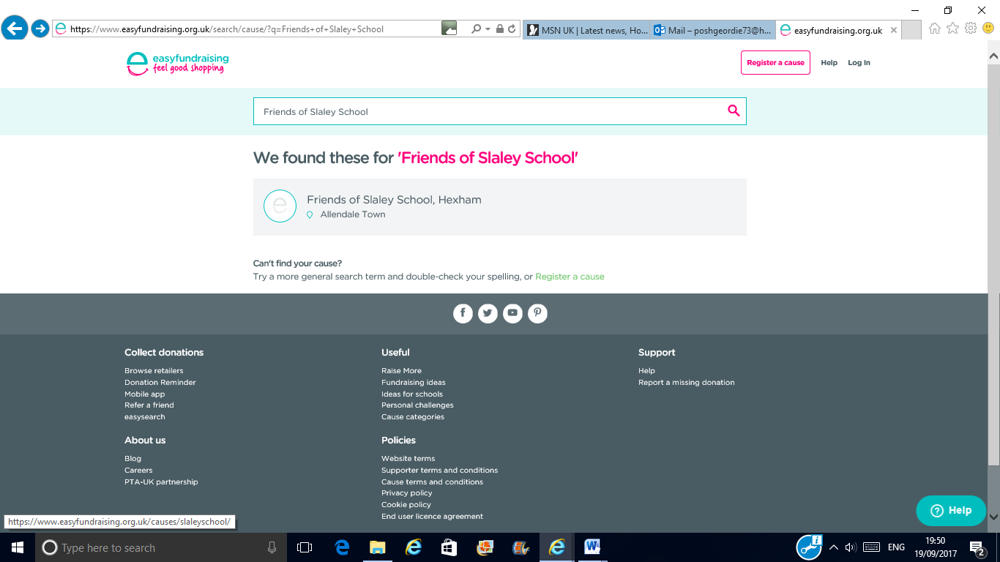 https://www.easyfundraising.org.uk/search/cause/?q=Friends+of+Slaley+School
MSN UK | Latest news, Ho...
Mail – poshgeordie73@h...
easyfundraising.org.uk
easyfundraising
feel good shopping
Register a cause
Help
Log In
Friends of Slaley School
We found these for 'Friends of Slaley School'
Friends of Slaley School, Hexham
Allendale Town
Can't find your cause?
Try a more general search term and double-check your spelling, or Register a cause
Collect donations
Browse retailers
Donation Reminder
Mobile app
Refer a friend
easysearch
About us
Blog
Careers
PTA-UK partnership
Useful
Raise More
Fundraising ideas
Ideas for schools
Personal challenges
Cause categories
Policies
Website terms
Supporter terms and conditions
Cause terms and conditions
Privacy policy
Cookie policy
End user licence agreement
Support
Help
Report a missing donation
Help
https://www.easyfundraising.org.uk/causes/slaleyschool/
Type here to search
ENG
19:50
19/09/2017
2